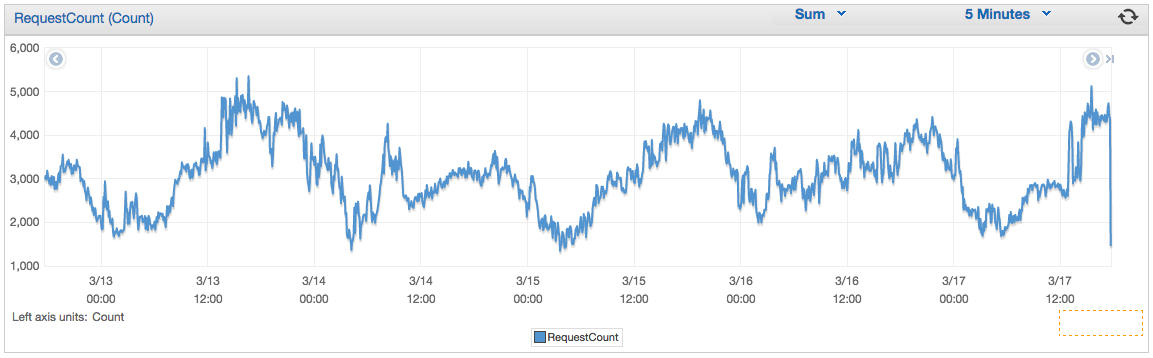 RequestCount (Count) Sum 5 Minutes
6,000
5,000
4,000
3,000
2,000
1,000
3/13 3/13 3/14 3/14 3/15 3/15 3/16 3/16 3/17 3/17
00:00 12:00 00:00 12:00 00:00 12:00 00:00 12:00 00:00 12:00
Left axis units: Count
RequestCount